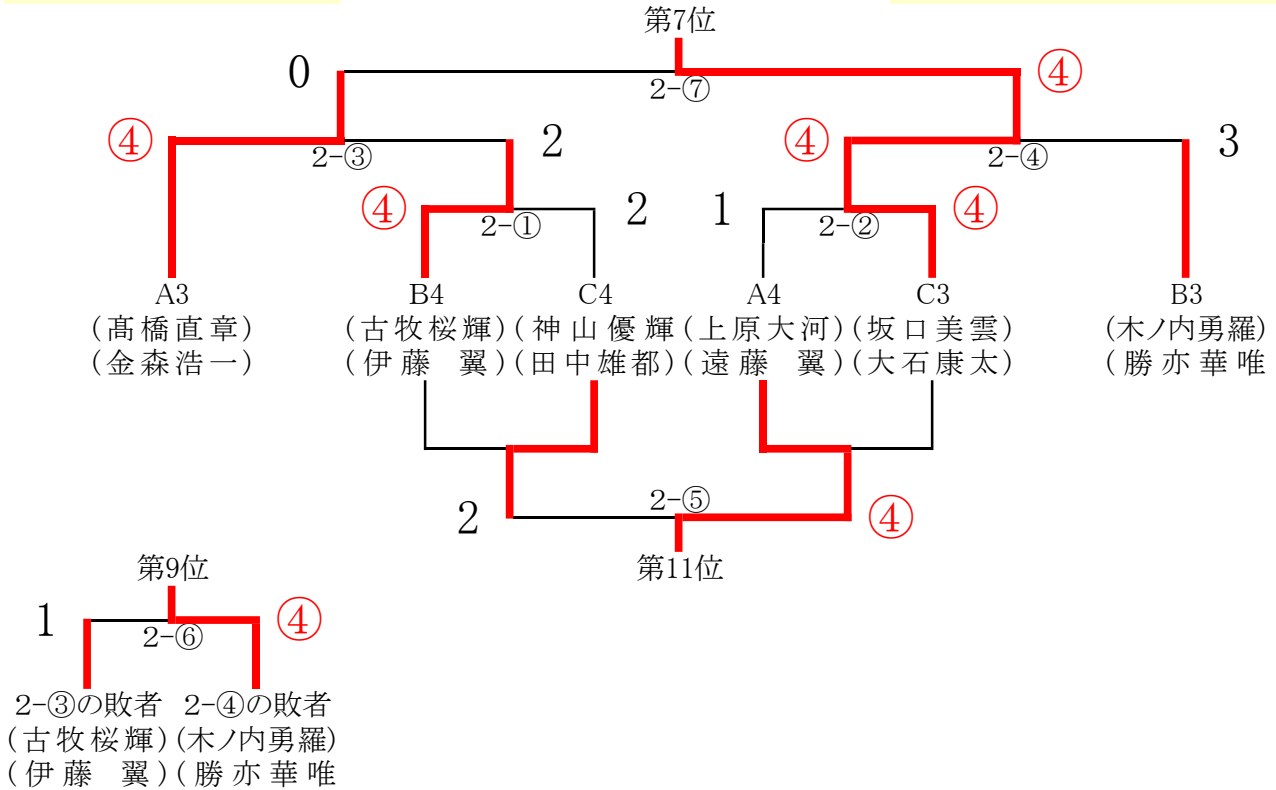 第7位
0 ④
2-⑦
④ 2 ④ 3
2-③ 2-④
④ 2 1 ④
2-① 2-②
A3 B4 C4 A4 C3 B3
(髙橋直章) (古牧桜輝) (神山優輝) (上原大河) (坂口美雲) (木ノ内勇羅)
(金森浩一) (伊藤 翼) (田中雄都) (遠藤 翼) (大石康太) (勝亦華唯
2-⑤
2 ④
第11位
第9位
1 ④
2-⑥
2-③の敗者 2-④の敗者
(古牧桜輝) (木ノ内勇羅)
(伊藤 翼) (勝亦華唯